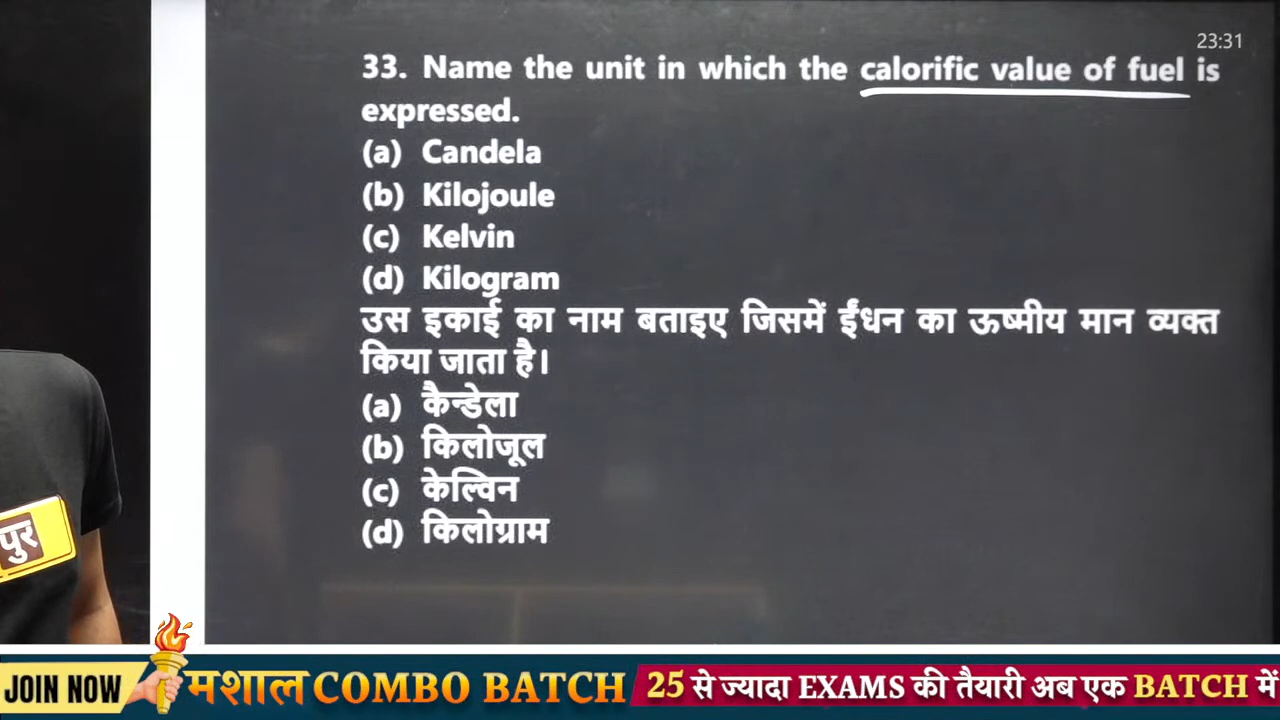 23:31
33. Name the unit in which the calorific value of fuel is
expressed.
(a) Candela
(b) Kilojoule
(c) Kelvin
(d) Kilogram
उस इकाई का नाम बताइए जिसमें ईंधन का ऊष्मीय मान व्यक्त
किया जाता है।
(a) कैन्डेला
(b) किलोजूल
(c) केल्विन
(d) किलोग्राम
पुर
JOIN NOW मशाल COMBO BATCH 25 से ज्यादा EXAMS की तैयारी अब एक BATCH में